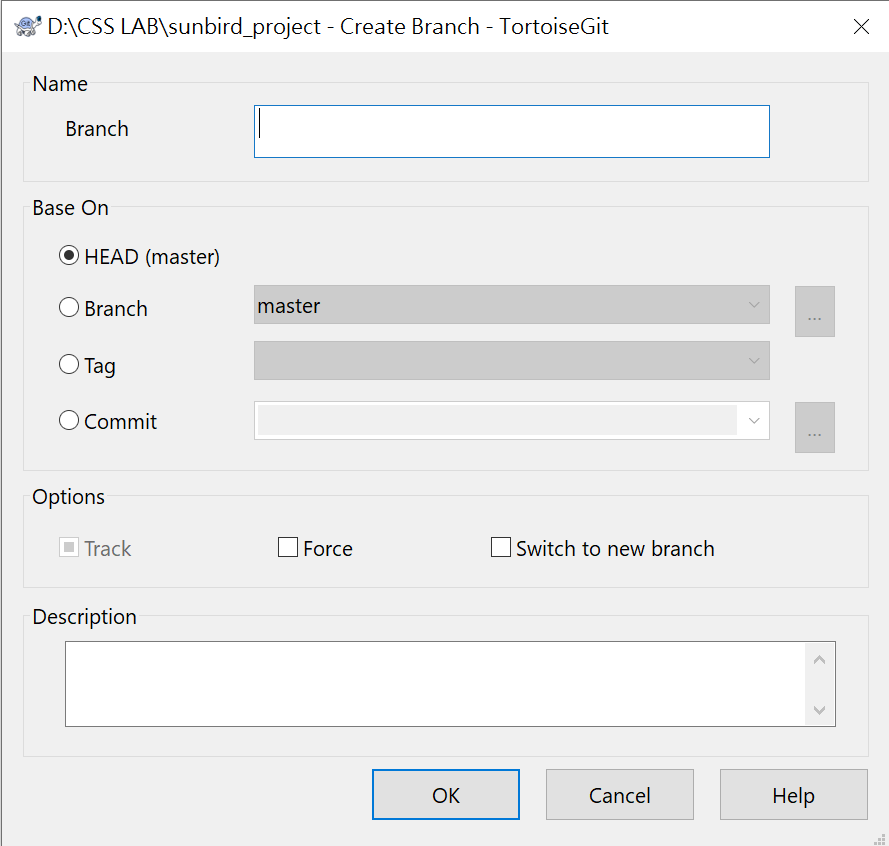 D:\CSS LAB\sunbird_project - Create Branch - TortoiseGit
Name
Branch
Base On
HEAD (master)
Branch
master
...
Tag
Commit
...
Options
Track
Force
Switch to new branch
Description
OK
Cancel
Help